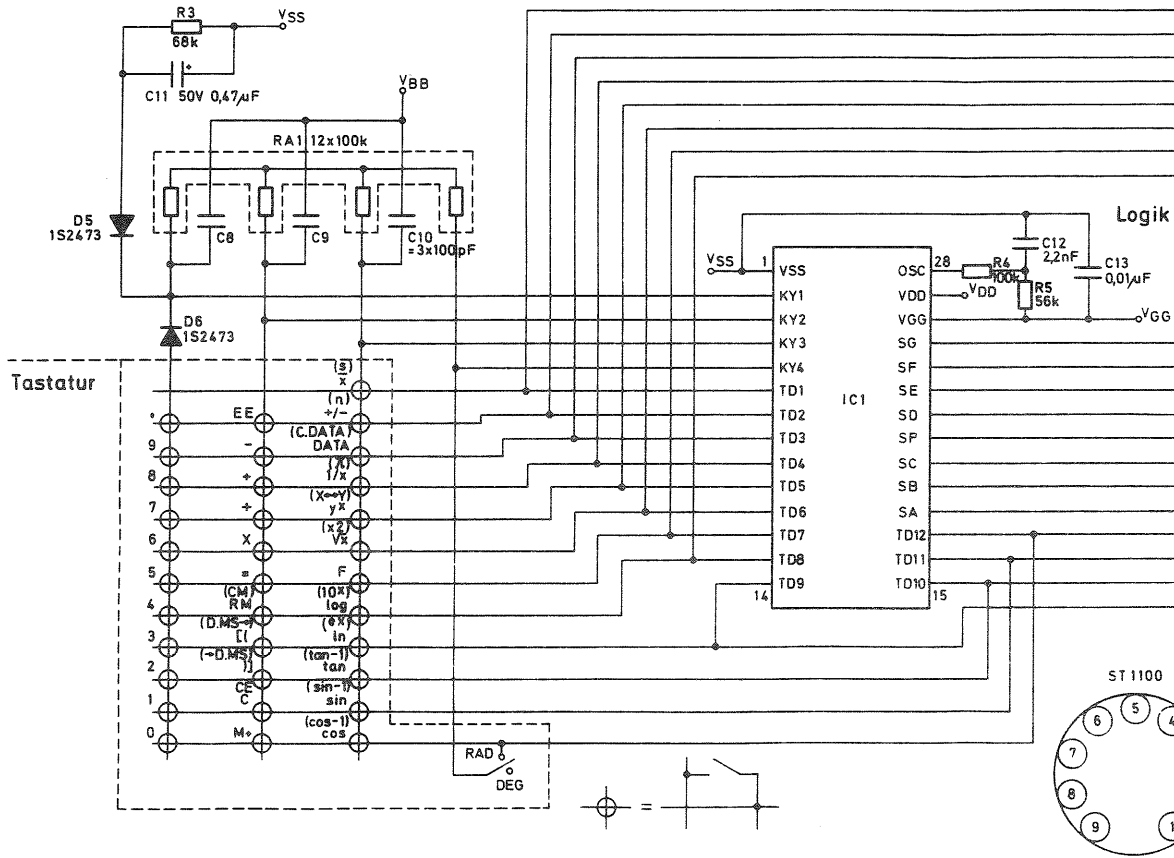 R3
68k
VSS
C11 50V 0,47µF
VBB
RA1 12x100k
D5
1S2473
C8
C9
C10
=3x100pF
D6
1S2473
Logik
VSS
1
28
R4
100k
C12
2,2nF
C13
0,01µF
R5
56k
VDD
VGG
IC1
VSS
KY1
KY2
KY3
KY4
TD1
TD2
TD3
TD4
TD5
TD6
TD7
TD8
TD9
14
OSC
VDD
VGG
SG
SF
SE
SD
SP
SC
SB
SA
TD12
TD11
TD10
15
Tastatur
(s)
x̅
(n)
. EE +/-
(C.DATA)
9 - DATA
8 + 1/x
(X↔Y)
7 ÷ yx
(x2)
6 X √x
5 = F
(CM) (10x)
4 RM log
(D.MS→) (ex)
3 [( ln
(→D.MS) (tan-1)
2 )] tan
CE (sin-1)
1 C sin
(cos-1)
0 M+ cos
RAD
DEG
=
ST1100
5
6
4
7
8
9
1